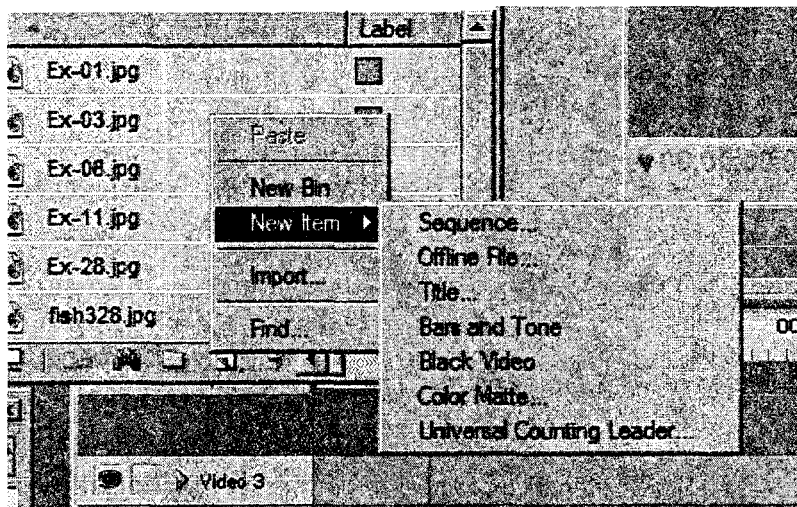 Label
Ex-01.jpg
Ex-03.jpg
Ex-06.jpg
Ex-11.jpg
Ex-28.jpg
fish328.jpg
Paste
New Bin
New Item
Import...
Find...
Sequence...
Offline File...
Title...
Bars and Tone
Black Video
Color Matte...
Universal Counting Leader...
00
Video 3